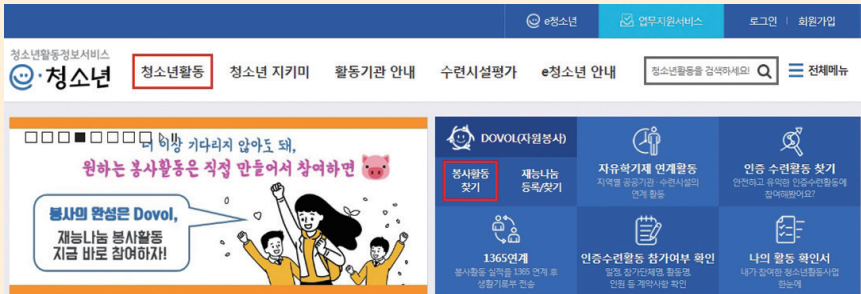 e청소년 업무지원서비스 로그인 회원가입
청소년활동정보서비스
e·청소년
청소년활동 청소년 지키미 활동기관 안내 수련시설평가 e청소년 안내 청소년활동을 검색하세요! 전체메뉴
더 이상 기다리지 않아도 돼,
원하는 봉사활동은 직접 만들어서 참여하면
봉사의 완성은 Dovol,
재능나눔 봉사활동
지금 바로 참여하자!
DOVOL(자원봉사)
봉사활동
찾기
재능나눔
등록/찾기
자유학기제 연계활동
지역별 공공기관·수련시설의
연계 활동
인증 수련활동 찾기
안전하고 유익한 인증수련활동에
참여해봤어요?
1365연계
봉사활동 실적을 1365 연계 후
생활기록부 전송
인증수련활동 참가여부 확인
일정, 참가단체명, 활동명,
인원 등 계약사항 확인
나의 활동 확인서
내가 참여한 청소년활동사업
한눈에